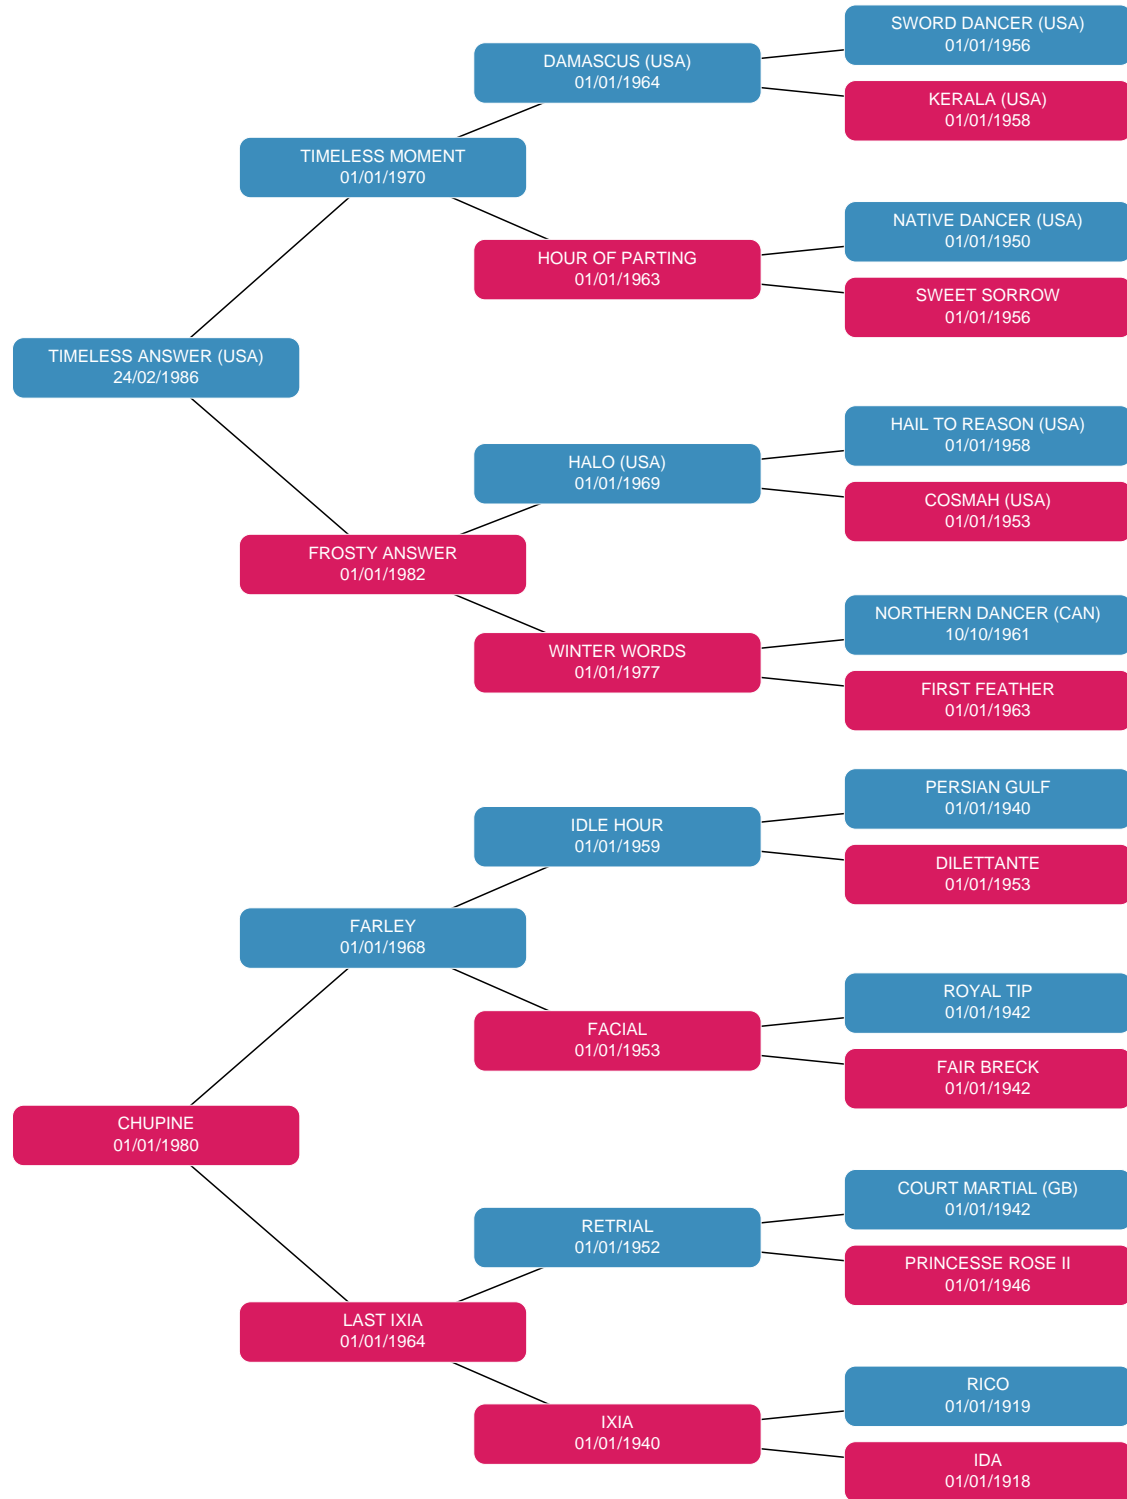 SWORD DANCER (USA)
01/01/1956
DAMASCUS (USA)
01/01/1964
KERALA (USA)
01/01/1958
TIMELESS MOMENT
01/01/1970
NATIVE DANCER (USA)
01/01/1950
HOUR OF PARTING
01/01/1963
SWEET SORROW
01/01/1956
TIMELESS ANSWER (USA)
24/02/1986
HAIL TO REASON (USA)
01/01/1958
HALO (USA)
01/01/1969
COSMAH (USA)
01/01/1953
FROSTY ANSWER
01/01/1982
NORTHERN DANCER (CAN)
10/10/1961
WINTER WORDS
01/01/1977
FIRST FEATHER
01/01/1963
PERSIAN GULF
01/01/1940
IDLE HOUR
01/01/1959
DILETTANTE
01/01/1953
FARLEY
01/01/1968
ROYAL TIP
01/01/1942
FACIAL
01/01/1953
FAIR BRECK
01/01/1942
CHUPINE
01/01/1980
COURT MARTIAL (GB)
01/01/1942
RETRIAL
01/01/1952
PRINCESSE ROSE II
01/01/1946
LAST IXIA
01/01/1964
RICO
01/01/1919
IXIA
01/01/1940
IDA
01/01/1918